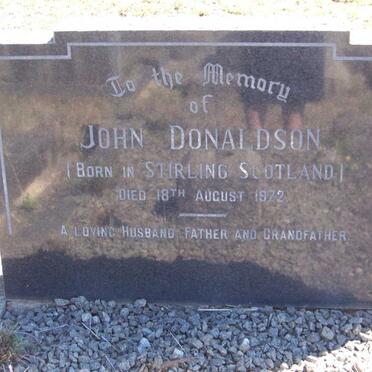 To the Memory
of
JOHN DONALDSON
(BORN IN STIRLING SCOTLAND)
DIED 18TH AUGUST 1972
A LOVING HUSBAND, FATHER AND GRANDFATHER